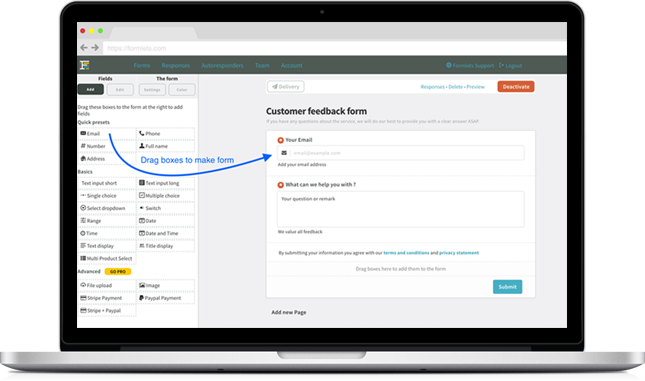 https://formlets.com
Forms Responses Autoresponders Team Account Formlets Support Logout
Fields The form
Add Edit Settings Color
Delivery
Responses • Delete • Preview
Deactivate
Drag these boxes to the form at the right to add
fields
Quick presets
Email Phone
Number Full name
Address
Basics
Text input short Text input long
Single choice Multiple choice
Select dropdown Switch
Range Date
Time Date and Time
Text display Title display
Multi Product Select
Advanced GO PRO
File upload Image
Stripe Payment Paypal Payment
Stripe + Paypal
Drag boxes to make form
Customer feedback form
If you have any questions about the service, we will do our best to provide you with a clear answer ASAP.
Your Email
email@example.com
Add your email address
What can we help you with ?
Your question or remark
We value all feedback
By submitting your information you agree with our terms and conditions and privacy statement
Drag boxes here to add them to the form
Submit
Add new Page